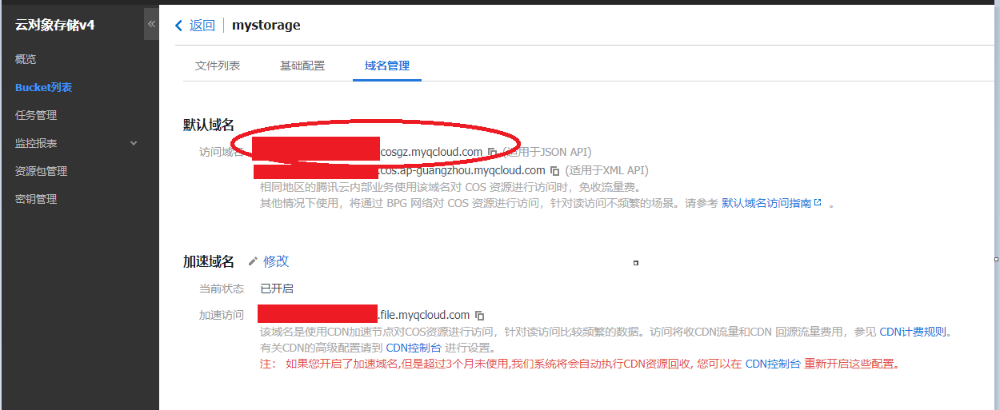 云对象存储v4
«
返回
mystorage
概览
Bucket列表
任务管理
监控报表
资源包管理
密钥管理
文件列表
基础配置
域名管理
默认域名
访问域名
cosgz.myqcloud.com (适用于JSON API)
.cos.ap-guangzhou.myqcloud.com (适用于XML API)
相同地区的腾讯云内部业务使用该域名对 COS 资源进行访问时，免收流量费。
其他情况下使用，将通过 BPG 网络对 COS 资源进行访问，针对读访问不频繁的场景。请参考 默认域名访问指南 。
加速域名 修改
当前状态 已开启
加速访问 .file.myqcloud.com
该域名是使用CDN加速节点对COS资源进行访问，针对读访问比较频繁的数据。访问将收CDN流量和CDN 回源流量费用，参见 CDN计费规则。
有关CDN的高级配置请到 CDN控制台 进行设置。
注： 如果您开启了加速域名,但是超过3个月未使用,我们系统将会自动执行CDN资源回收, 您可以在 CDN控制台 重新开启这些配置。